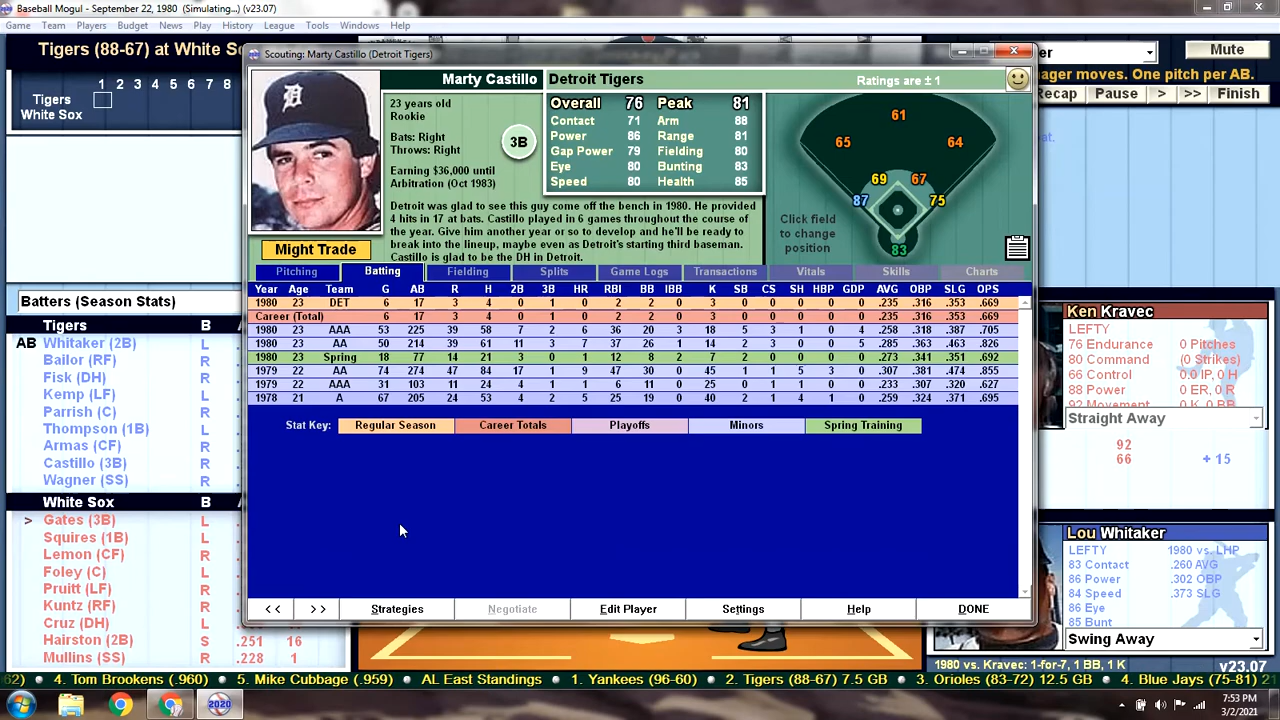 Baseball Mogul - September 22, 1980 (Simulating...) (v23.07)
Game Team Players Budget News Play History League Tools Windows Help
Tigers (88-67) at White So
1 2 3 4 5 6 7 8
Tigers
White Sox
Mute
nager moves. One pitch per AB.
Recap Pause > >> Finish
Scouting: Marty Castillo (Detroit Tigers)
Marty Castillo
23 years old
Rookie
Bats: Right
Throws: Right
Earning $36,000 until
Arbitration (Oct 1983)
3B
Detroit Tigers
Ratings are ± 1
Overall 76 Peak 81
Contact 71 Arm 88
Power 86 Range 81
Gap Power 79 Fielding 80
Eye 80 Bunting 83
Speed 80 Health 85
61
65 64
69 67
87 75
83
Click field
to change
position
Detroit was glad to see this guy come off the bench in 1980. He provided
4 hits in 17 at bats. Castillo played in 6 games throughout the course of
the year. Give him another year or so to develop and he'll be ready to
break into the lineup, maybe even as Detroit's starting third baseman.
Castillo is glad to be the DH in Detroit.
Might Trade
Pitching Batting Fielding Splits Game Logs Transactions Vitals Skills Charts
Year Age Team G AB R H 2B 3B HR RBI BB IBB K SB CS SH HBP GDP AVG OBP SLG OPS
1980 23 DET 6 17 3 4 0 1 0 2 2 0 3 0 0 0 0 0 .235 .316 .353 .669
Career (Total) 6 17 3 4 0 1 0 2 2 0 3 0 0 0 0 0 .235 .316 .353 .669
1980 23 AAA 53 225 39 58 7 2 6 36 20 3 18 5 3 1 0 4 .258 .318 .387 .705
1980 23 AA 50 214 39 61 11 3 7 37 26 1 14 2 3 0 0 5 .285 .363 .463 .826
1980 23 Spring 18 77 14 21 3 0 1 12 8 2 7 2 0 0 0 0 .273 .341 .351 .692
1979 22 AA 74 274 47 84 17 1 9 47 30 0 45 1 1 5 3 0 .307 .381 .474 .855
1979 22 AAA 31 103 11 24 4 1 1 6 11 0 25 0 1 1 0 0 .233 .307 .320 .627
1978 21 A 67 205 24 53 4 2 5 25 19 0 40 2 1 4 1 0 .259 .324 .371 .695
Stat Key: Regular Season Career Totals Playoffs Minors Spring Training
<< >> Strategies Negotiate Edit Player Settings Help DONE
Batters (Season Stats)
Tigers B
AB Whitaker (2B) L
Bailor (RF) R
Fisk (DH) R
Kemp (LF) L
Parrish (C) R
Thompson (1B) L
Armas (CF) R
Castillo (3B) R
Wagner (SS) R
White Sox B
> Gates (3B) L
Squires (1B) L
Lemon (CF) R
Foley (C) L
Pruitt (LF) R
Kuntz (RF) R
Cruz (DH) R
Hairston (2B) S .251 16
Mullins (SS) R .228 1
Ken Kravec
LEFTY
76 Endurance 0 Pitches
80 Command (0 Strikes)
66 Control 0.0 IP, 0 H
88 Power 0 ER, 0 R
92 Movement 0 K, 0 BB
Straight Away
92
66 + 15
Lou Whitaker
LEFTY 1980 vs. LHP
83 Contact .260 AVG
86 Power .302 OBP
84 Speed .373 SLG
86 Eye
85 Bunt
Swing Away
1980 vs. Kravec: 1-for-7, 1 BB, 1 K v23.07
62) 4. Tom Brookens (.960) 5. Mike Cubbage (.959) AL East Standings 1. Yankees (96-60) 2. Tigers (88-67) 7.5 GB 3. Orioles (83-72) 12.5 GB 4. Blue Jays (75-81) 21
2020
7:53 PM
3/2/2021